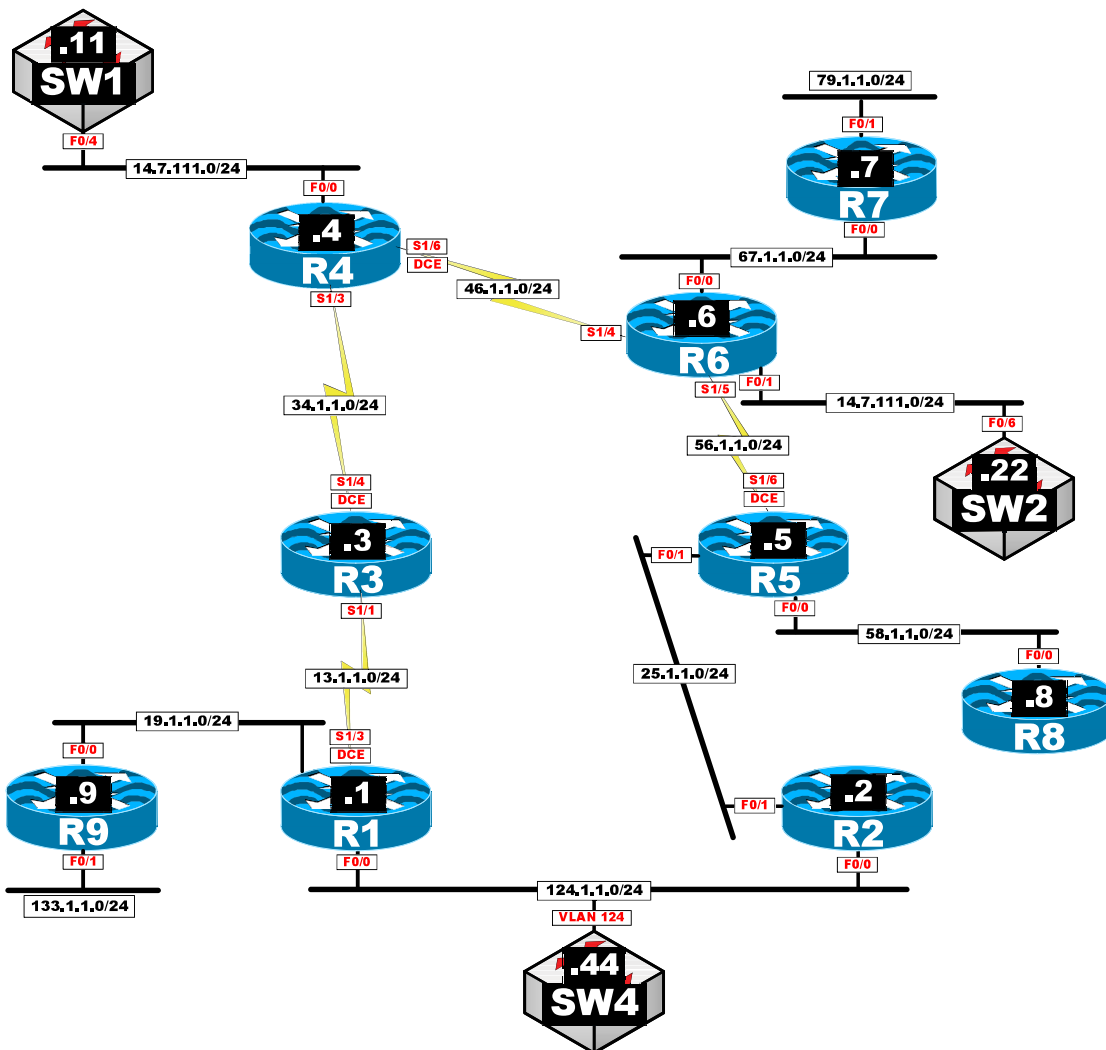 .11
SW1
F0/4
14.7.111.0/24
79.1.1.0/24
F0/1
.7
R7
F0/0
67.1.1.0/24
F0/0
.4
R4
S1/6
DCE
S1/3
46.1.1.0/24
F0/0
.6
R6
S1/4
S1/5
F0/1
14.7.111.0/24
F0/6
.22
SW2
34.1.1.0/24
56.1.1.0/24
S1/4
DCE
.3
R3
S1/1
S1/6
DCE
.5
R5
F0/1
F0/0
58.1.1.0/24
F0/0
.8
R8
25.1.1.0/24
13.1.1.0/24
19.1.1.0/24
F0/0
.9
R9
F0/1
133.1.1.0/24
S1/3
DCE
.1
R1
F0/0
F0/1
.2
R2
F0/0
124.1.1.0/24
VLAN 124
.44
SW4